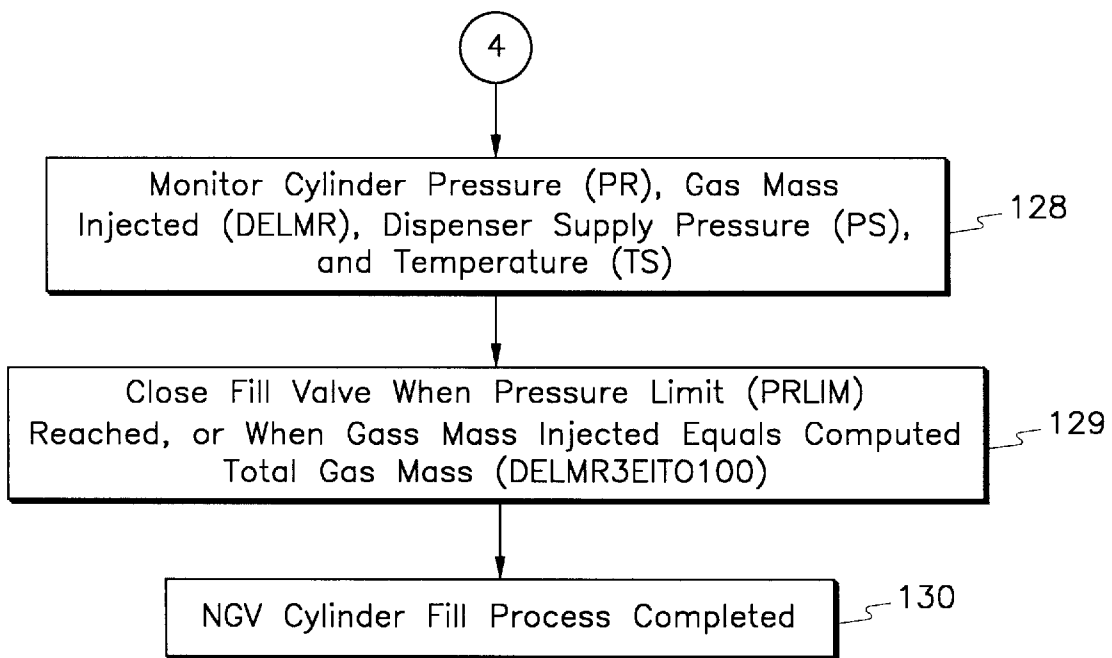 4
Monitor Cylinder Pressure (PR), Gas Mass
Injected (DELMR), Dispenser Supply Pressure (PS),
and Temperature (TS)
128
Close Fill Valve When Pressure Limit (PRLIM)
Reached, or When Gass Mass Injected Equals Computed
Total Gas Mass (DELMR3EITO100)
129
NGV Cylinder Fill Process Completed
130